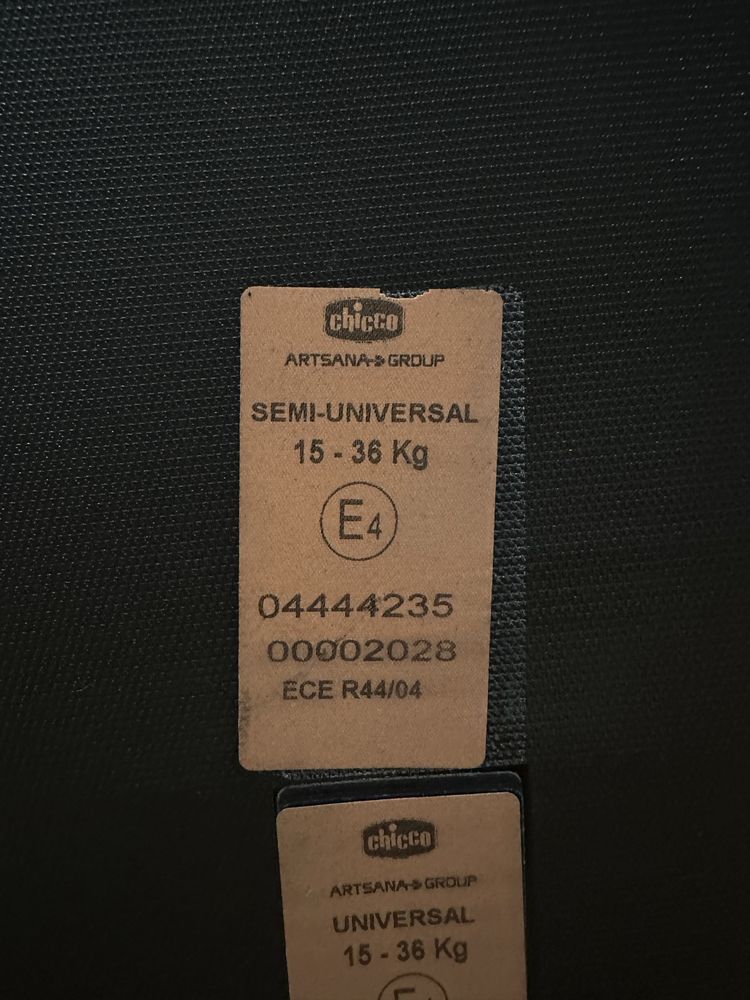 chicco
ARTSANA GROUP
SEMI-UNIVERSAL
15 - 36 Kg
E4
04444235
00002028
ECE R44/04
chicco
ARTSANA GROUP
UNIVERSAL
15 - 36 Kg